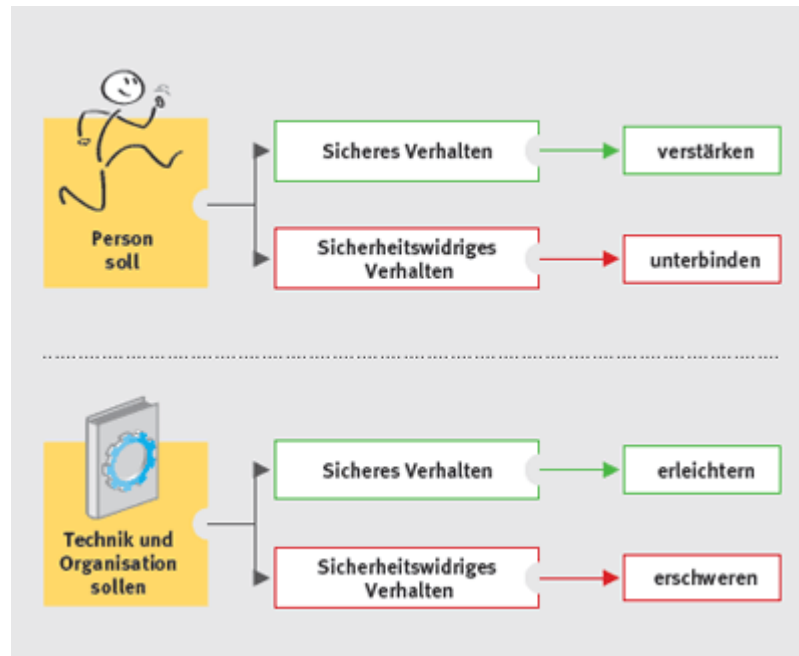 Person
soll
Sicheres Verhalten
verstärken
Sicherheitswidriges
Verhalten
unterbinden
Technik und
Organisation
sollen
Sicheres Verhalten
erleichtern
Sicherheitswidriges
Verhalten
erschweren